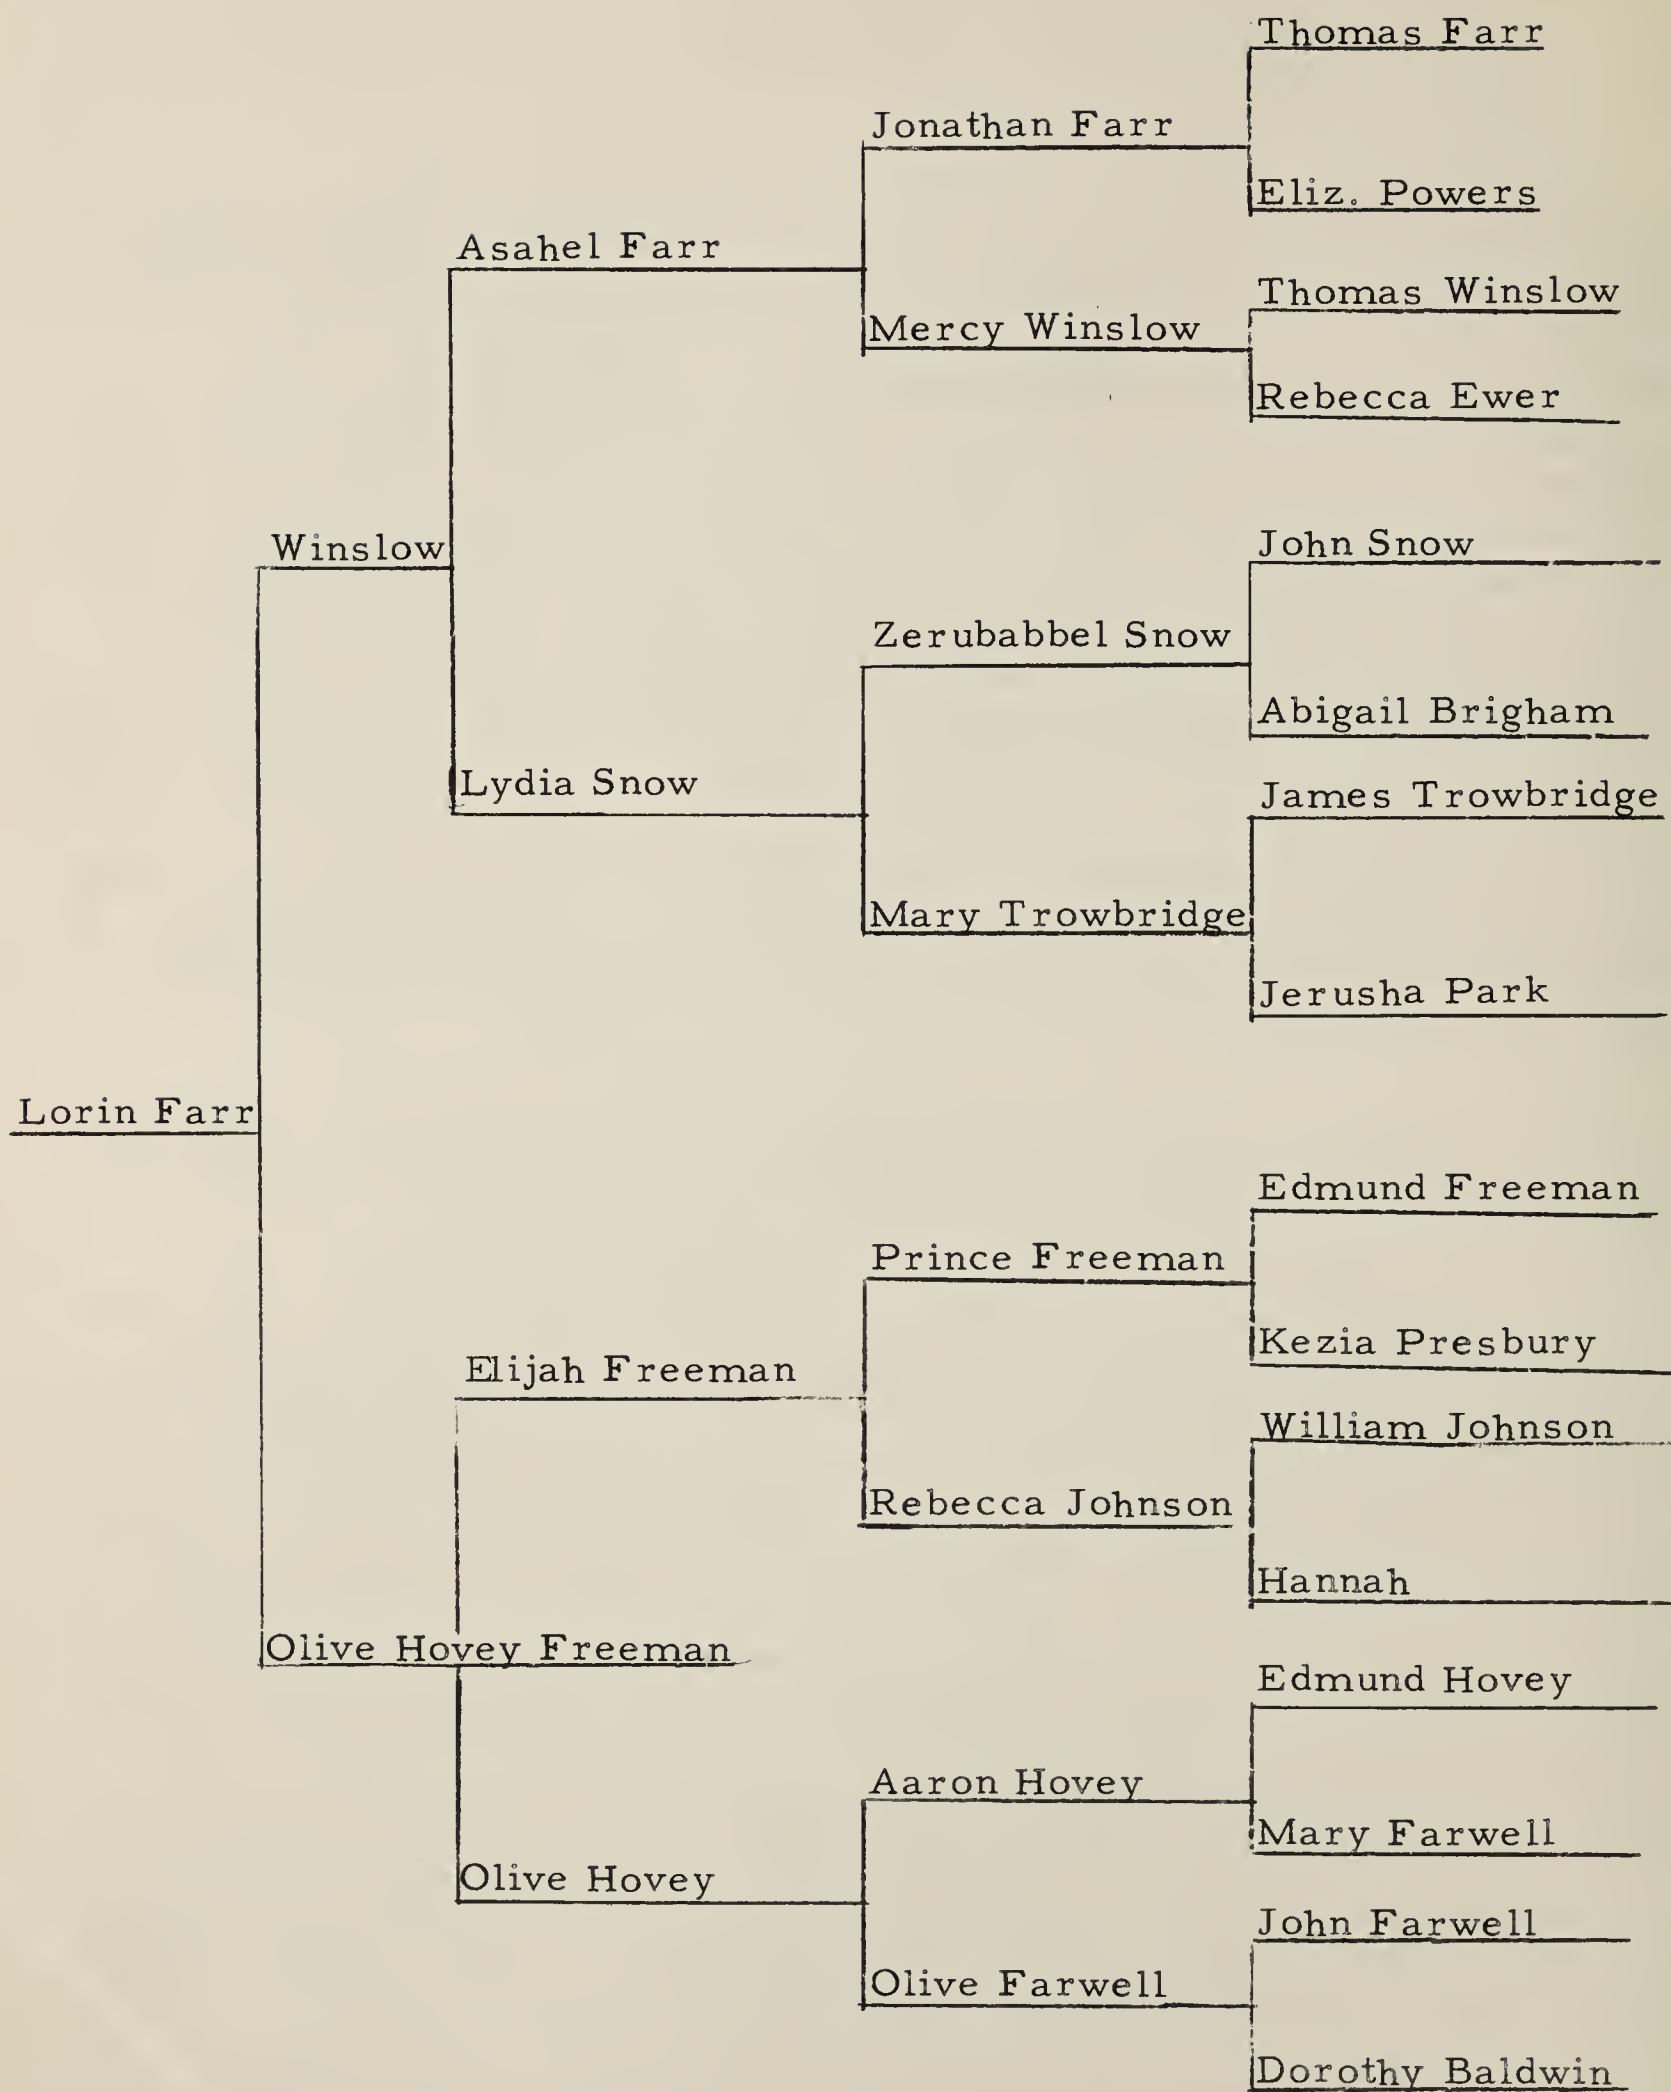 Thomas Farr
Jonathan Farr
Eliz. Powers
Asahel Farr
Thomas Winslow
Mercy Winslow
Rebecca Ewer
John Snow
Winslow
Zerubabbel Snow
Abigail Brigham
Lydia Snow
James Trowbridge
Mary Trowbridge
Jerusha Park
Lorin Farr
Edmund Freeman
Prince Freeman
Kezia Presbury
Elijah Freeman
William Johnson
Rebecca Johnson
Hannah
Olive Hovey Freeman
Edmund Hovey
Aaron Hovey
Mary Farwell
Olive Hovey
John Farwell
Olive Farwell
Dorothy Baldwin